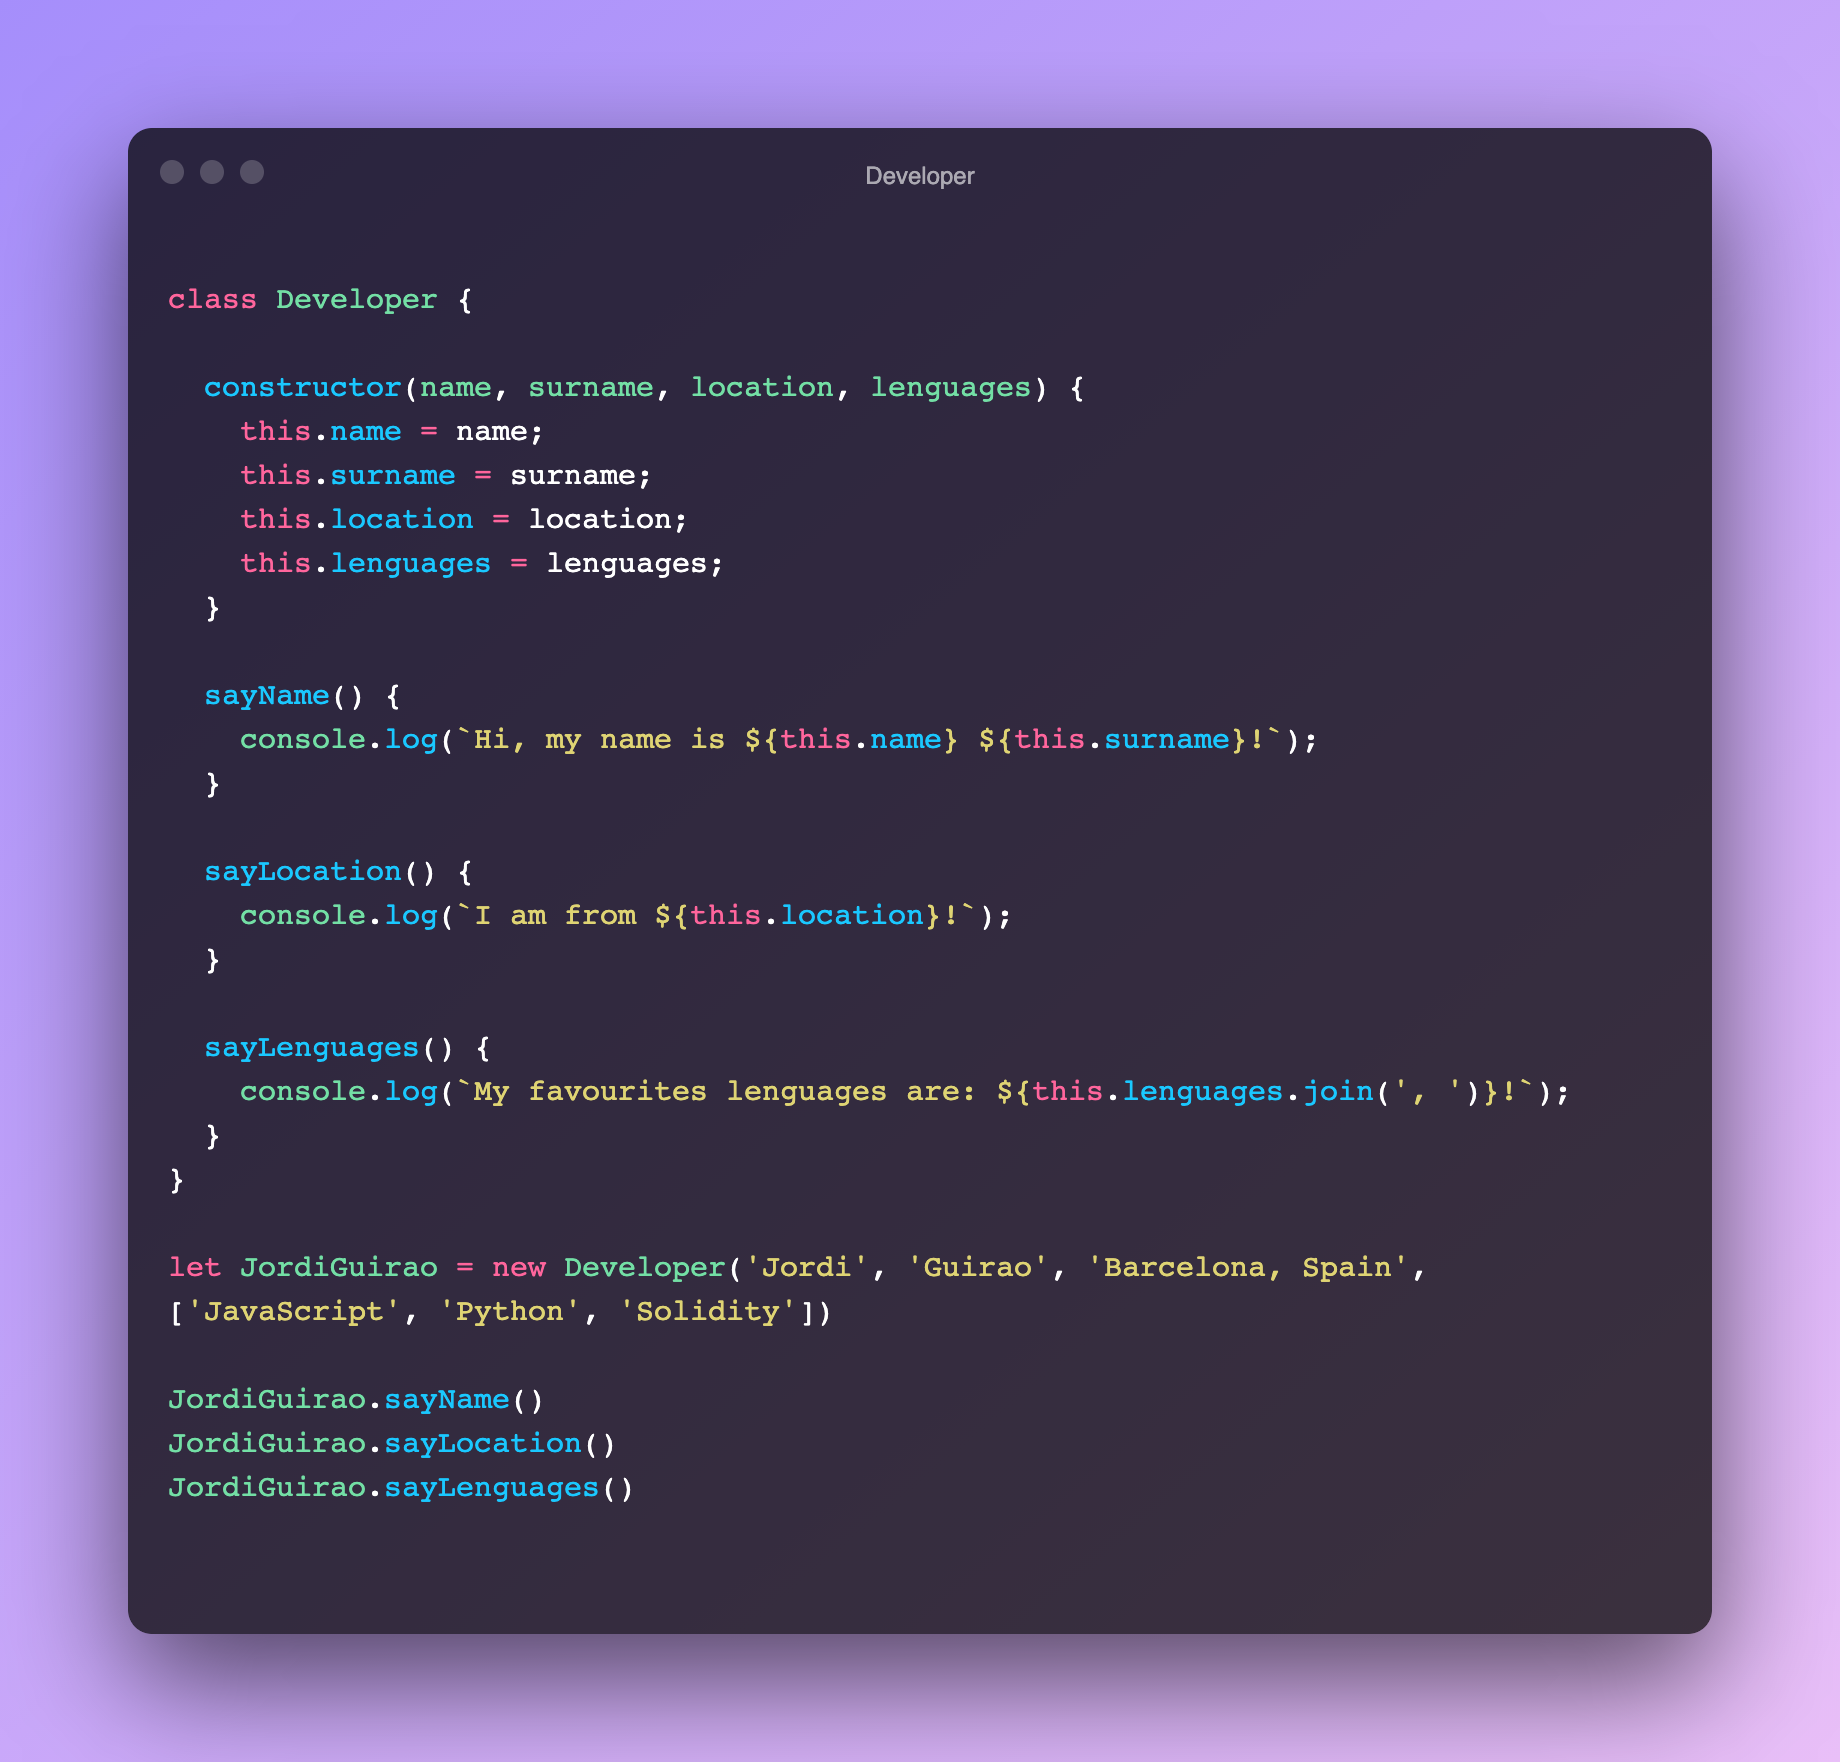 Developer
class Developer {
  constructor(name, surname, location, lenguages) {
    this.name = name;
    this.surname = surname;
    this.location = location;
    this.lenguages = lenguages;
  }
  sayName() {
    console.log(`Hi, my name is ${this.name} ${this.surname}!`);
  }
  sayLocation() {
    console.log(`I am from ${this.location}!`);
  }
  sayLenguages() {
    console.log(`My favourites lenguages are: ${this.lenguages.join(', ')}!`);
  }
}
let JordiGuirao = new Developer('Jordi', 'Guirao', 'Barcelona, Spain',
['JavaScript', 'Python', 'Solidity'])
JordiGuirao.sayName()
JordiGuirao.sayLocation()
JordiGuirao.sayLenguages()